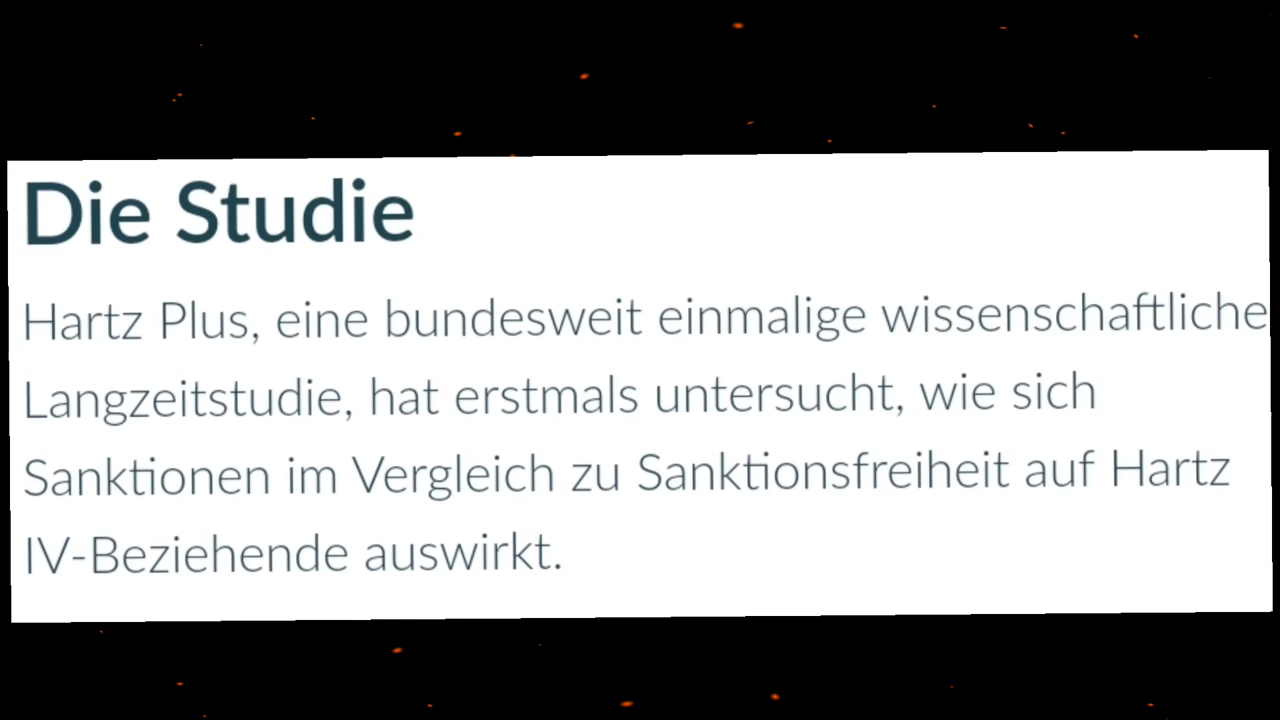 Die Studie
Hartz Plus, eine bundesweit einmalige wissenschaftliche
Langzeitstudie, hat erstmals untersucht, wie sich
Sanktionen im Vergleich zu Sanktionsfreiheit auf Hartz
IV-Beziehende auswirkt.